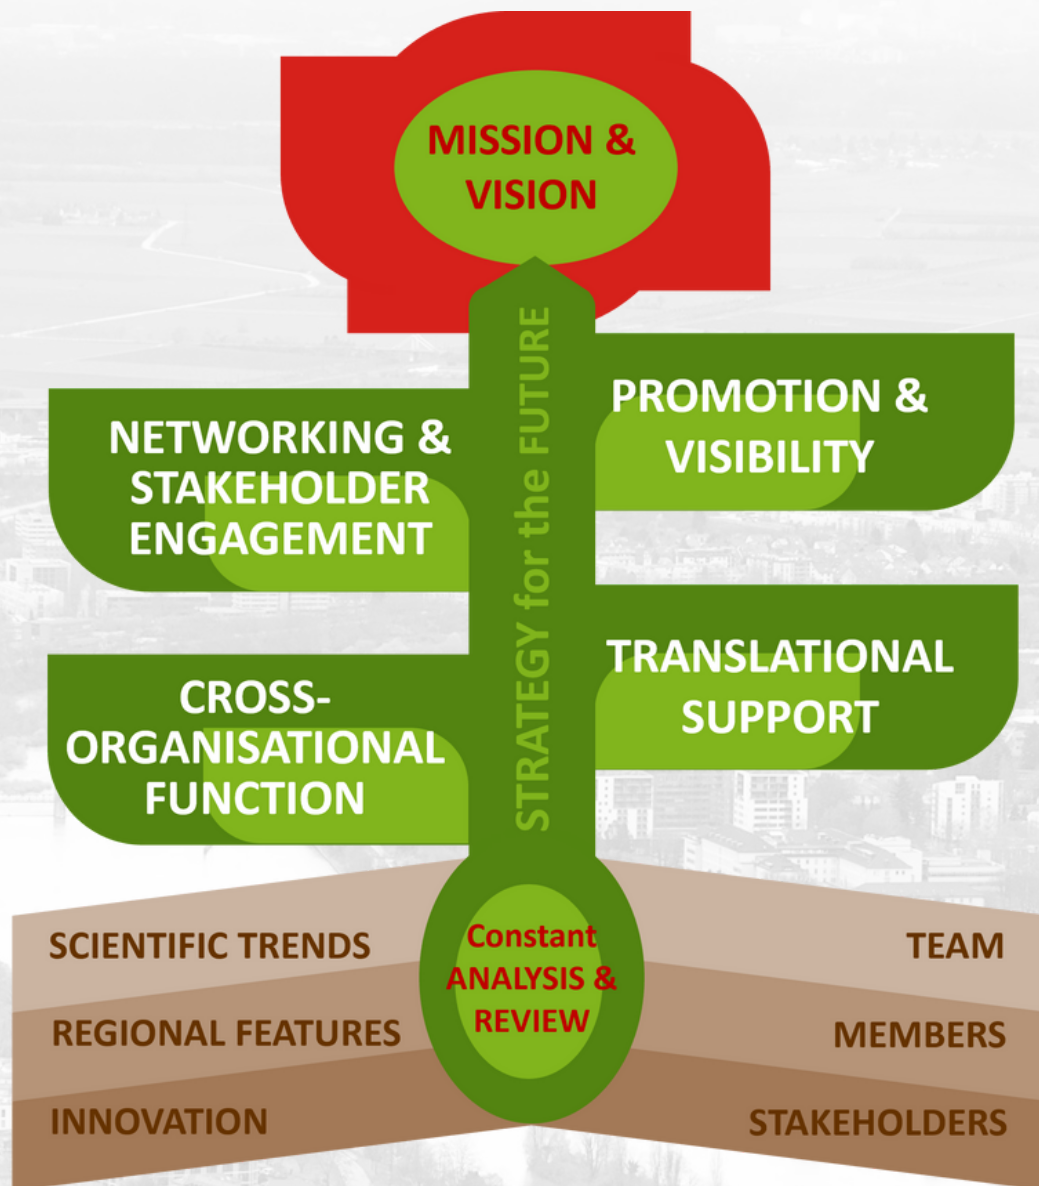 MISSION &
VISION
STRATEGY for the FUTURE
NETWORKING &
STAKEHOLDER
ENGAGEMENT
PROMOTION &
VISIBILITY
CROSS-
ORGANISATIONAL
FUNCTION
TRANSLATIONAL
SUPPORT
Constant
ANALYSIS &
REVIEW
SCIENTIFIC TRENDS
REGIONAL FEATURES
INNOVATION
TEAM
MEMBERS
STAKEHOLDERS